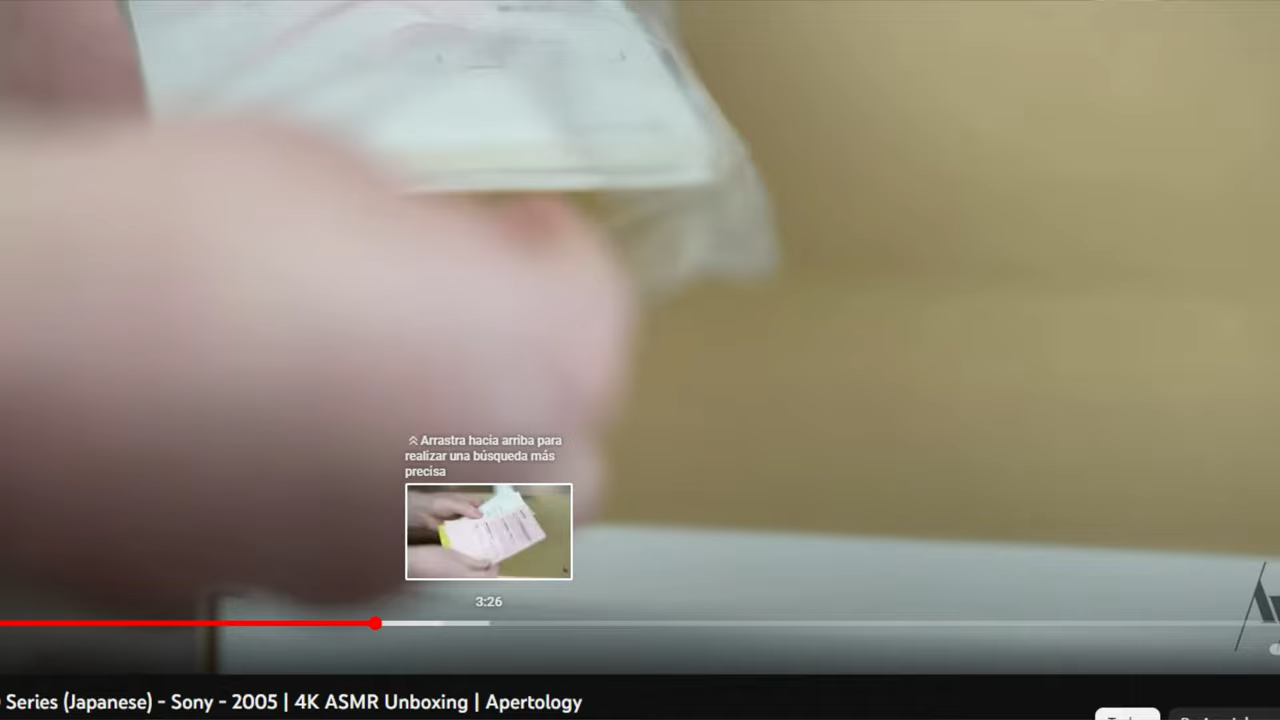 Arrastra hacia arriba para
realizar una búsqueda más
precisa
3:26
Series (Japanese) - Sony - 2005 | 4K ASMR Unboxing | Apertology